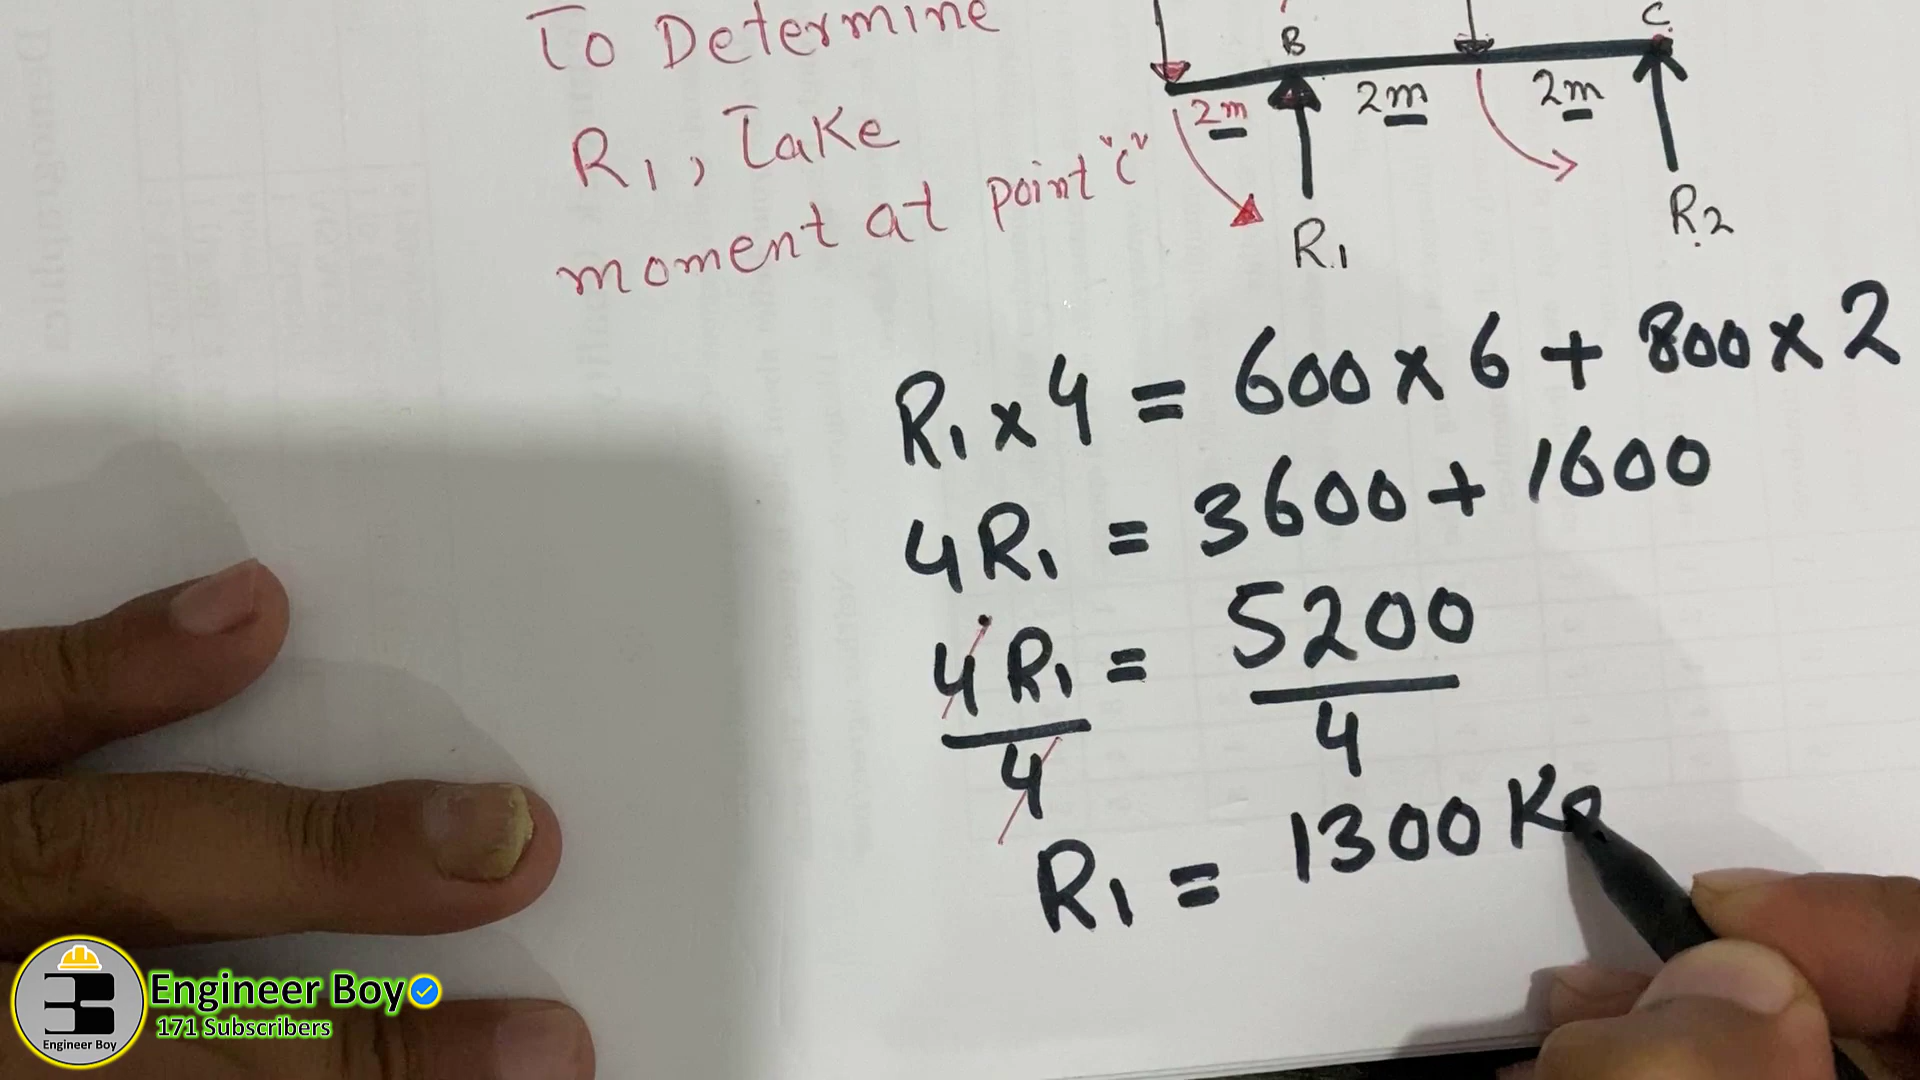 To Determine
R1, Take
moment at point "C"
B
C
2m
2m
2m
R1
R2
R1 x 4 = 600 x 6 + 800 x 2
4R1 = 3600 + 1600
4R1 = 5200
4 4
R1 = 1300 Kg
Engineer Boy
Engineer Boy
171 Subscribers